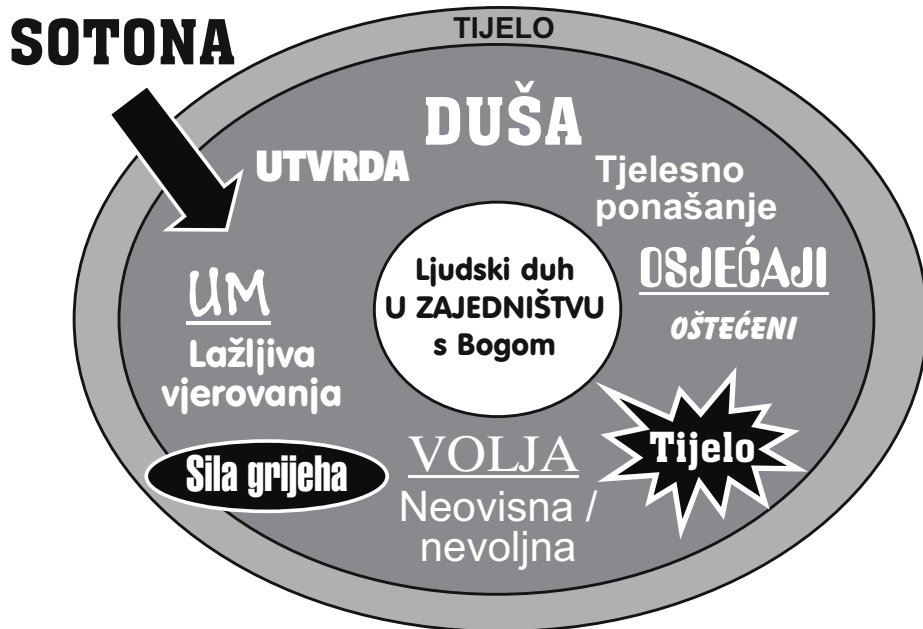 SOTONA
TIJELO
DUŠA
UTVRDA
Tjelesno
ponašanje
UM
Lažljiva
vjerovanja
Ljudski duh
U ZAJEDNIŠTVU
s Bogom
OSJEĆAJI
OŠTEĆENI
Sila grijeha
VOLJA
Neovisna /
nevoljna
Tijelo